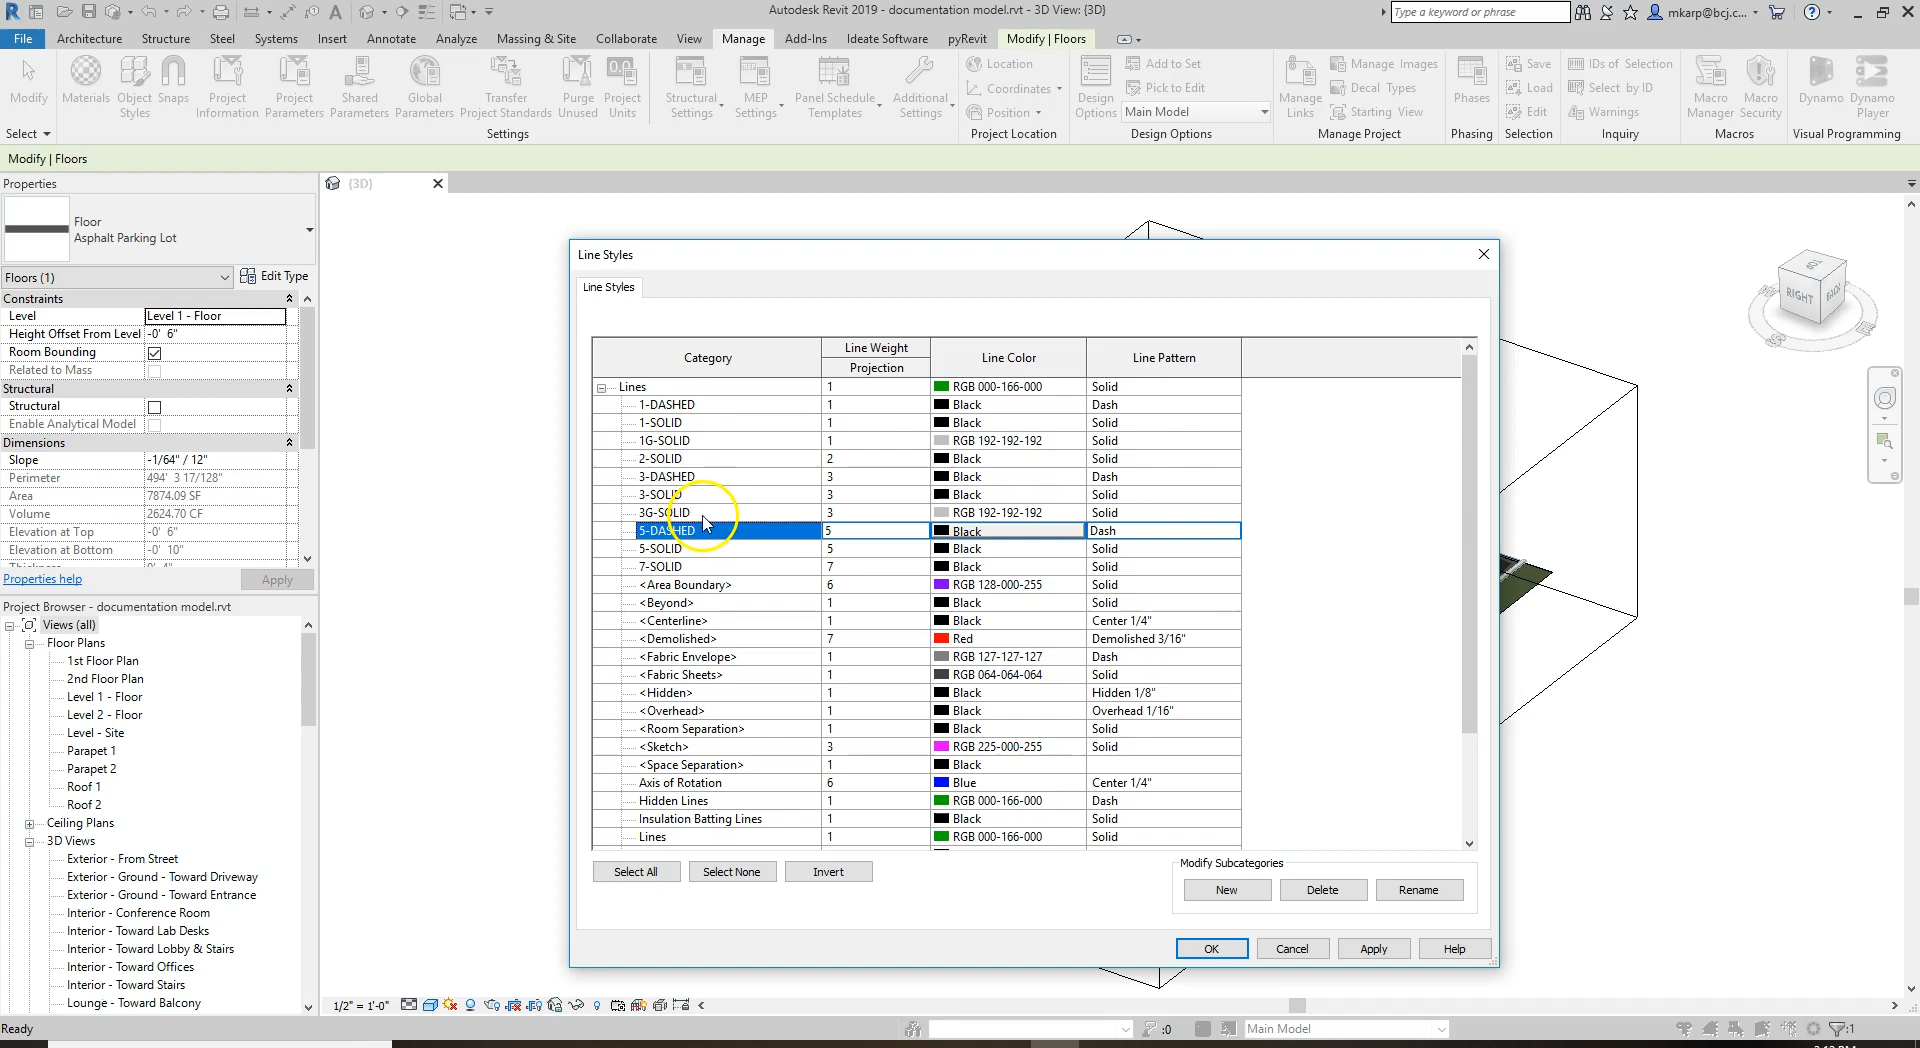 Autodesk Revit 2019 - documentation model.rvt - 3D View: {3D}
Type a keyword or phrase
mkarp@bcj.c...
File Architecture Structure Steel Systems Insert Annotate Analyze Massing & Site Collaborate View Manage Add-Ins Ideate Software pyRevit Modify | Floors
Modify
Materials
Object Styles
Snaps
Project Information
Project Parameters
Shared Parameters
Global Parameters
Transfer Project Standards
Purge Unused
Project Units
Structural Settings
MEP Settings
Panel Schedule Templates
Additional Settings
Location
Coordinates
Position
Design Options
Add to Set
Pick to Edit
Main Model
Manage Links
Manage Images
Decal Types
Starting View
Phases
Save
Load
Edit
IDs of Selection
Select by ID
Warnings
Macro Manager
Macro Security
Dynamo
Dynamo Player
Select Settings Project Location Design Options Manage Project Phasing Selection Inquiry Macros Visual Programming
Modify | Floors
Properties
Floor
Asphalt Parking Lot
Floors (1) Edit Type
Constraints
Level Level 1 - Floor
Height Offset From Level -0' 6"
Room Bounding
Related to Mass
Structural
Structural
Enable Analytical Model
Dimensions
Slope -1/64" / 12"
Perimeter 494' 3 17/128"
Area 7874.09 SF
Volume 2624.70 CF
Elevation at Top -0' 6"
Elevation at Bottom -0' 10"
Thickness 0' 4"
Properties help Apply
Project Browser - documentation model.rvt
Views (all)
Floor Plans
1st Floor Plan
2nd Floor Plan
Level 1 - Floor
Level 2 - Floor
Level - Site
Parapet 1
Parapet 2
Roof 1
Roof 2
Ceiling Plans
3D Views
Exterior - From Street
Exterior - Ground - Toward Driveway
Exterior - Ground - Toward Entrance
Interior - Conference Room
Interior - Toward Lab Desks
Interior - Toward Lobby & Stairs
Interior - Toward Offices
Interior - Toward Stairs
Lounge - Toward Balcony
{3D}
TOP
RIGHT
BACK
Line Styles
Line Styles
Category Line Weight Line Color Line Pattern
Projection
Lines 1 RGB 000-166-000 Solid
1-DASHED 1 Black Dash
1-SOLID 1 Black Solid
1G-SOLID 1 RGB 192-192-192 Solid
2-SOLID 2 Black Solid
3-DASHED 3 Black Dash
3-SOLID 3 Black Solid
3G-SOLID 3 RGB 192-192-192 Solid
5-DASHED 5 Black Dash
5-SOLID 5 Black Solid
7-SOLID 7 Black Solid
<Area Boundary> 6 RGB 128-000-255 Solid
<Beyond> 1 Black Solid
<Centerline> 1 Black Center 1/4"
<Demolished> 7 Red Demolished 3/16"
<Fabric Envelope> 1 RGB 127-127-127 Dash
<Fabric Sheets> 1 RGB 064-064-064 Solid
<Hidden> 1 Black Hidden 1/8"
<Overhead> 1 Black Overhead 1/16"
<Room Separation> 1 Black Solid
<Sketch> 3 RGB 225-000-255 Solid
<Space Separation> 1 Black
Axis of Rotation 6 Blue Center 1/4"
Hidden Lines 1 RGB 000-166-000 Dash
Insulation Batting Lines 1 Black Solid
Lines 1 RGB 000-166-000 Solid
Select All Select None Invert
Modify Subcategories
New Delete Rename
OK Cancel Apply Help
1/2" = 1'-0"
Ready
:0
Main Model
:1